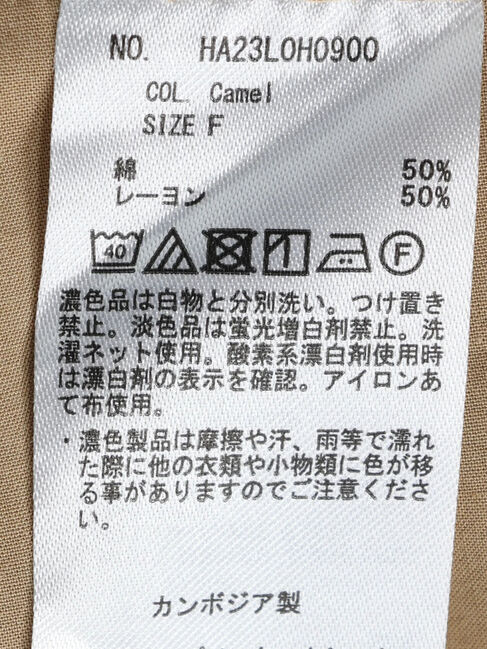 NO. HA23L0H0900
COL. Camel
SIZE F
綿 50%
レーヨン 50%
40 F
濃色品は白物と分別洗い。つけ置き
禁止。淡色品は蛍光増白剤禁止。洗
濯ネット使用。酸素系漂白剤使用時
は漂白剤の表示を確認。アイロンあ
て布使用。
・濃色製品は摩擦や汗、雨等で濡れ
た際に他の衣類や小物類に色が移
る事がありますのでご注意くださ
い。
カンボジア製